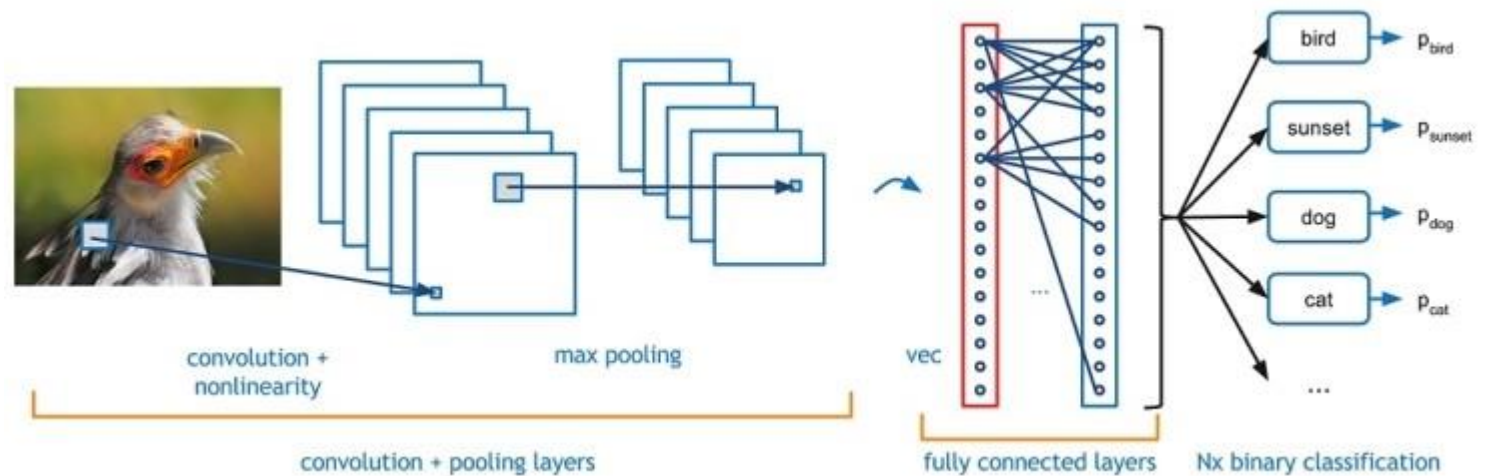 bird
p_bird
sunset
p_sunset
dog
p_dog
cat
p_cat
...
...
convolution +
nonlinearity
max pooling
vec
convolution + pooling layers
fully connected layers
Nx binary classification